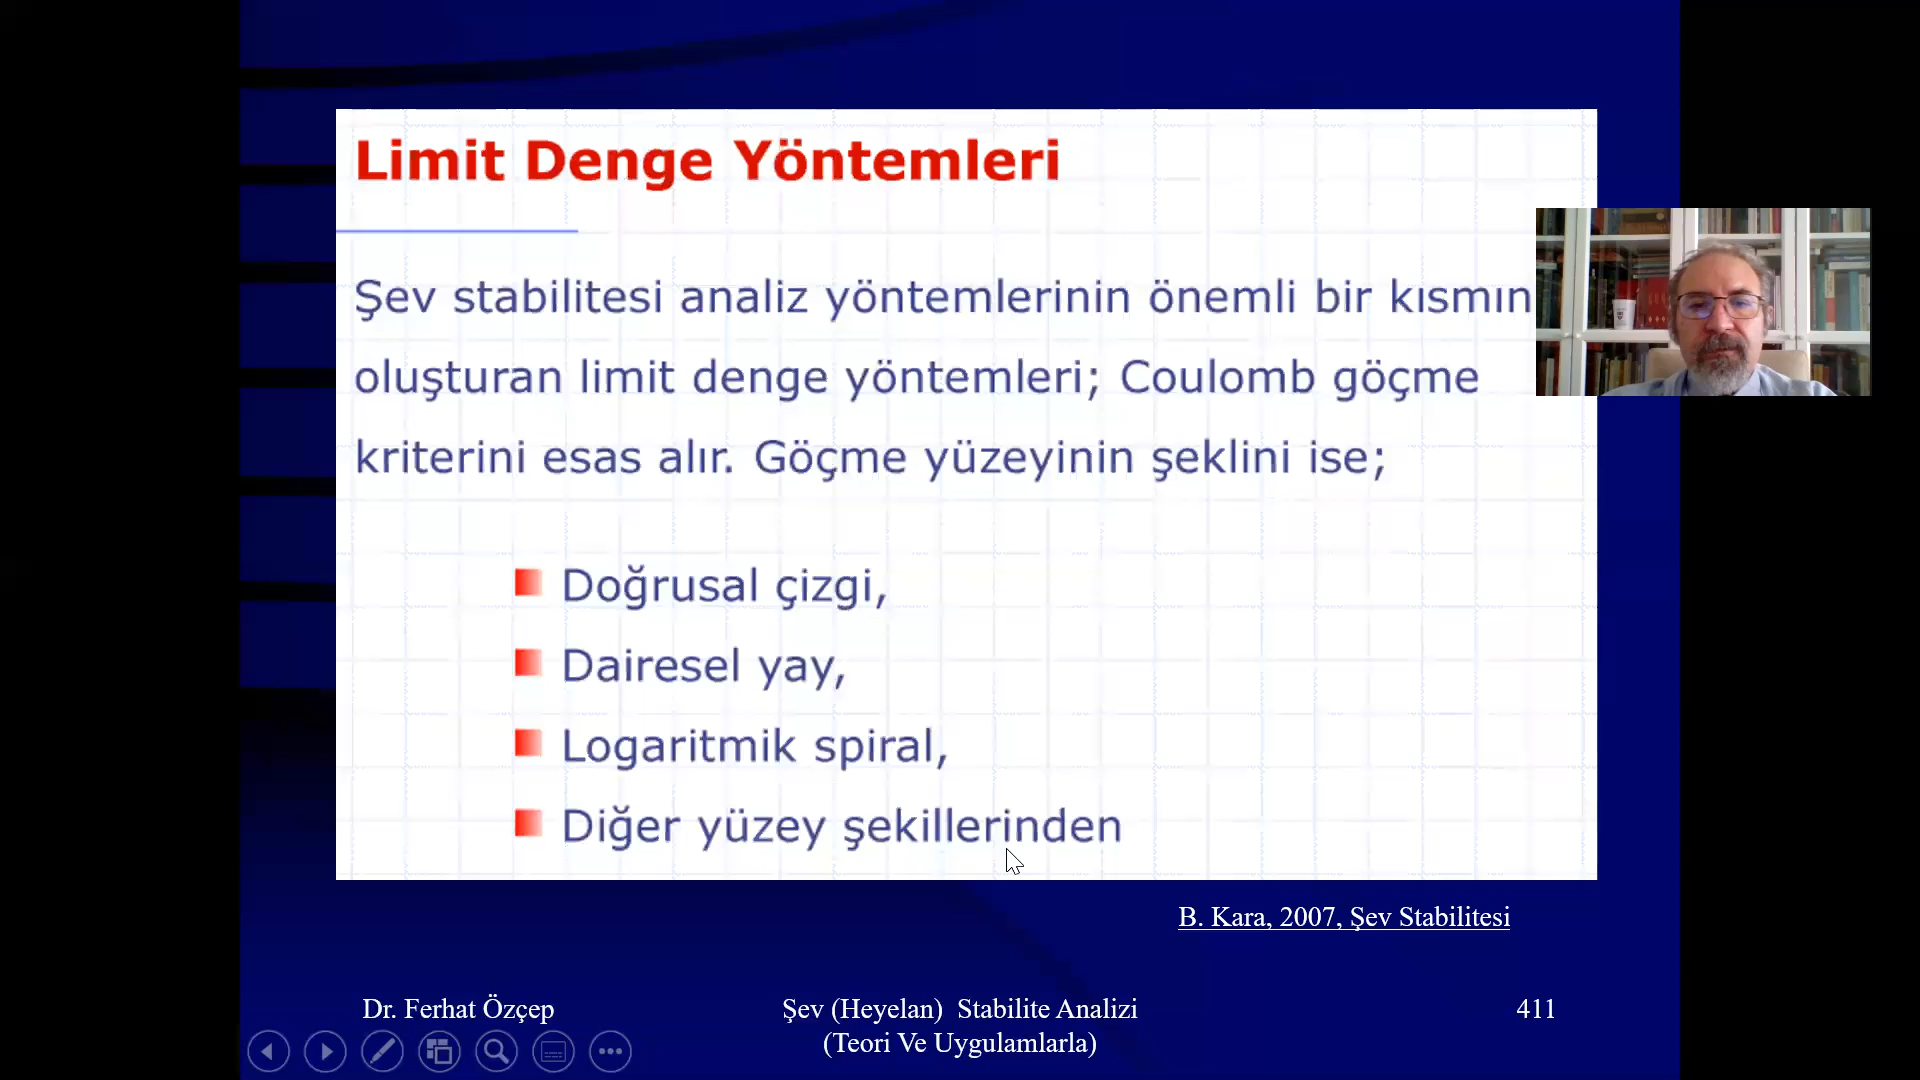 Limit Denge Yöntemleri
Şev stabilitesi analiz yöntemlerinin önemli bir kısmın
oluşturan limit denge yöntemleri; Coulomb göçme
kriterini esas alır. Göçme yüzeyinin şeklini ise;
Doğrusal çizgi,
Dairesel yay,
Logaritmik spiral,
Diğer yüzey şekillerinden
B. Kara, 2007, Şev Stabilitesi
Dr. Ferhat Özçep
Şev (Heyelan) Stabilite Analizi
(Teori Ve Uygulamlarla)
411